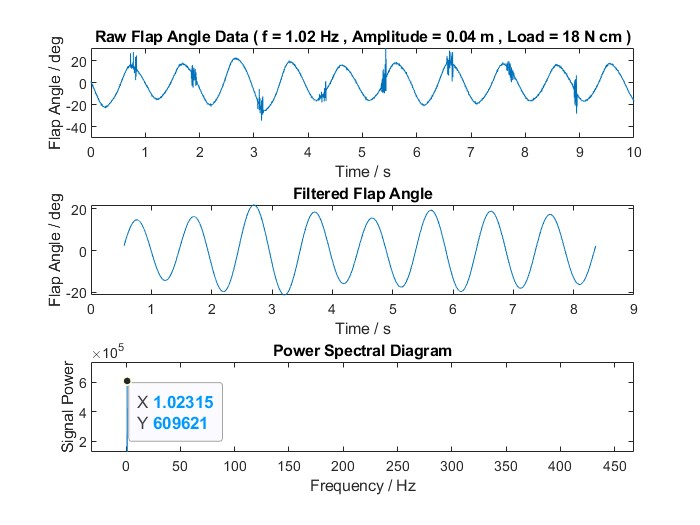 Raw Flap Angle Data ( f = 1.02 Hz , Amplitude = 0.04 m , Load = 18 N cm )
Flap Angle / deg
20
0
-20
-40
0 1 2 3 4 5 6 7 8 9 10
Time / s
Filtered Flap Angle
Flap Angle / deg
20
0
-20
0 1 2 3 4 5 6 7 8 9
Time / s
Power Spectral Diagram
×10^5
Signal Power
6
4
2
X 1.02315
Y 609621
0 50 100 150 200 250 300 350 400 450
Frequency / Hz